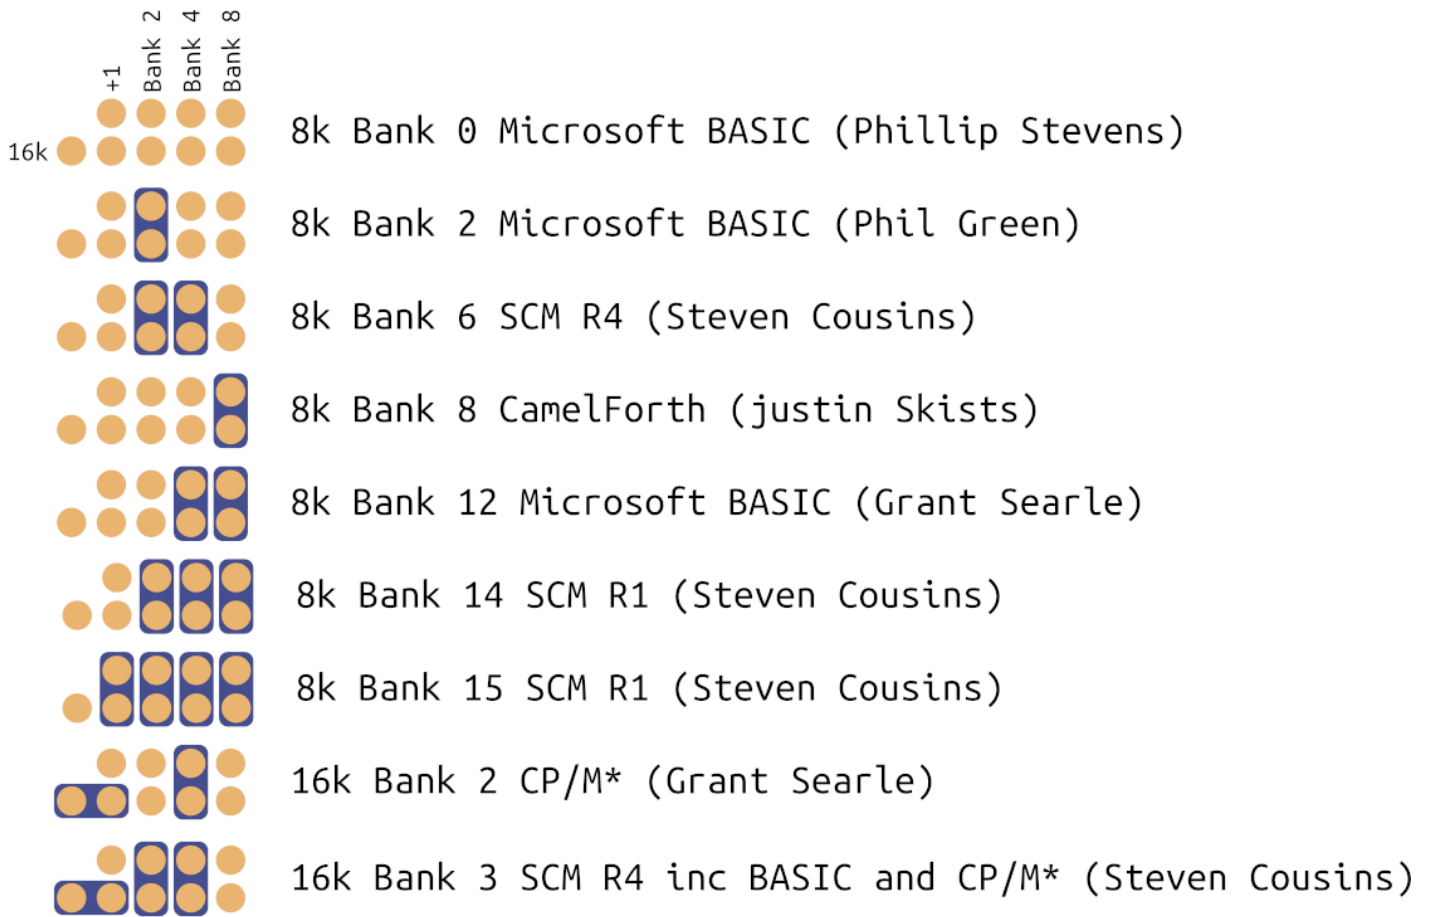 +1
Bank 2
Bank 4
Bank 8
8k Bank 0 Microsoft BASIC (Phillip Stevens)
16k
8k Bank 2 Microsoft BASIC (Phil Green)
8k Bank 6 SCM R4 (Steven Cousins)
8k Bank 8 CamelForth (justin Skists)
8k Bank 12 Microsoft BASIC (Grant Searle)
8k Bank 14 SCM R1 (Steven Cousins)
8k Bank 15 SCM R1 (Steven Cousins)
16k Bank 2 CP/M* (Grant Searle)
16k Bank 3 SCM R4 inc BASIC and CP/M* (Steven Cousins)